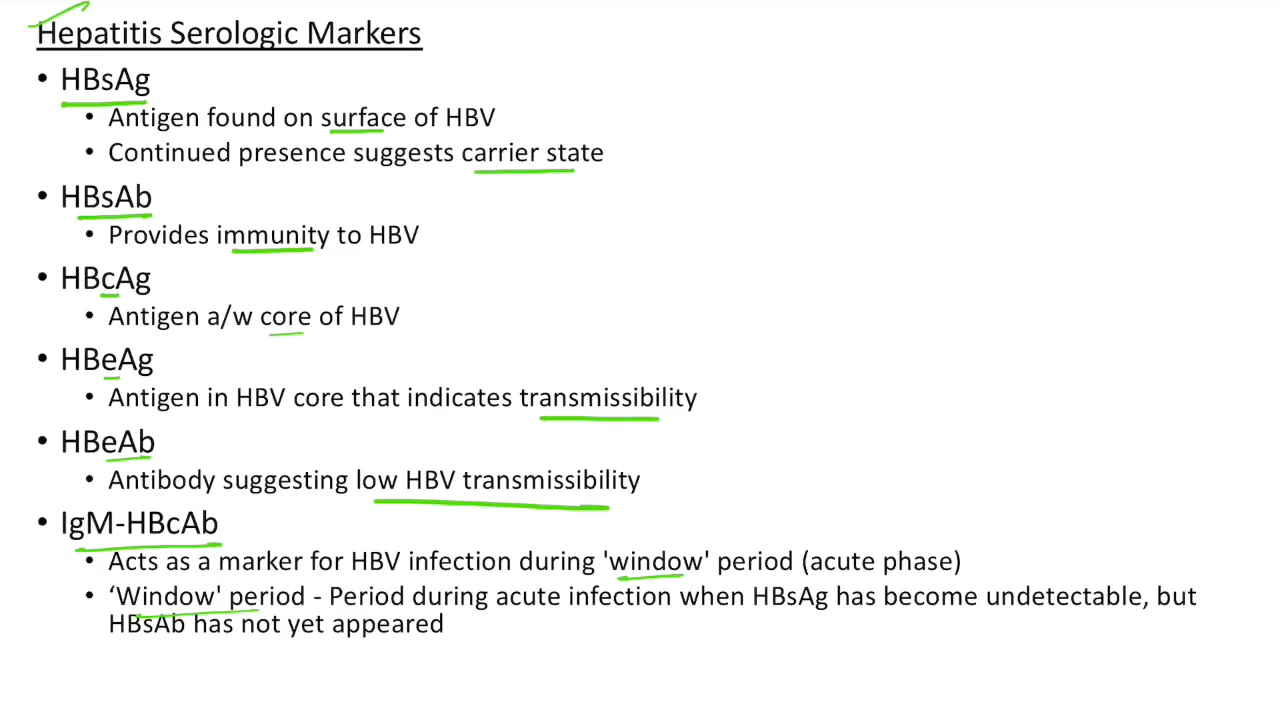 Hepatitis Serologic Markers
• HBsAg
• Antigen found on surface of HBV
• Continued presence suggests carrier state
• HBsAb
• Provides immunity to HBV
• HBcAg
• Antigen a/w core of HBV
• HBeAg
• Antigen in HBV core that indicates transmissibility
• HBeAb
• Antibody suggesting low HBV transmissibility
• IgM-HBcAb
• Acts as a marker for HBV infection during 'window' period (acute phase)
• ‘Window' period - Period during acute infection when HBsAg has become undetectable, but
HBsAb has not yet appeared